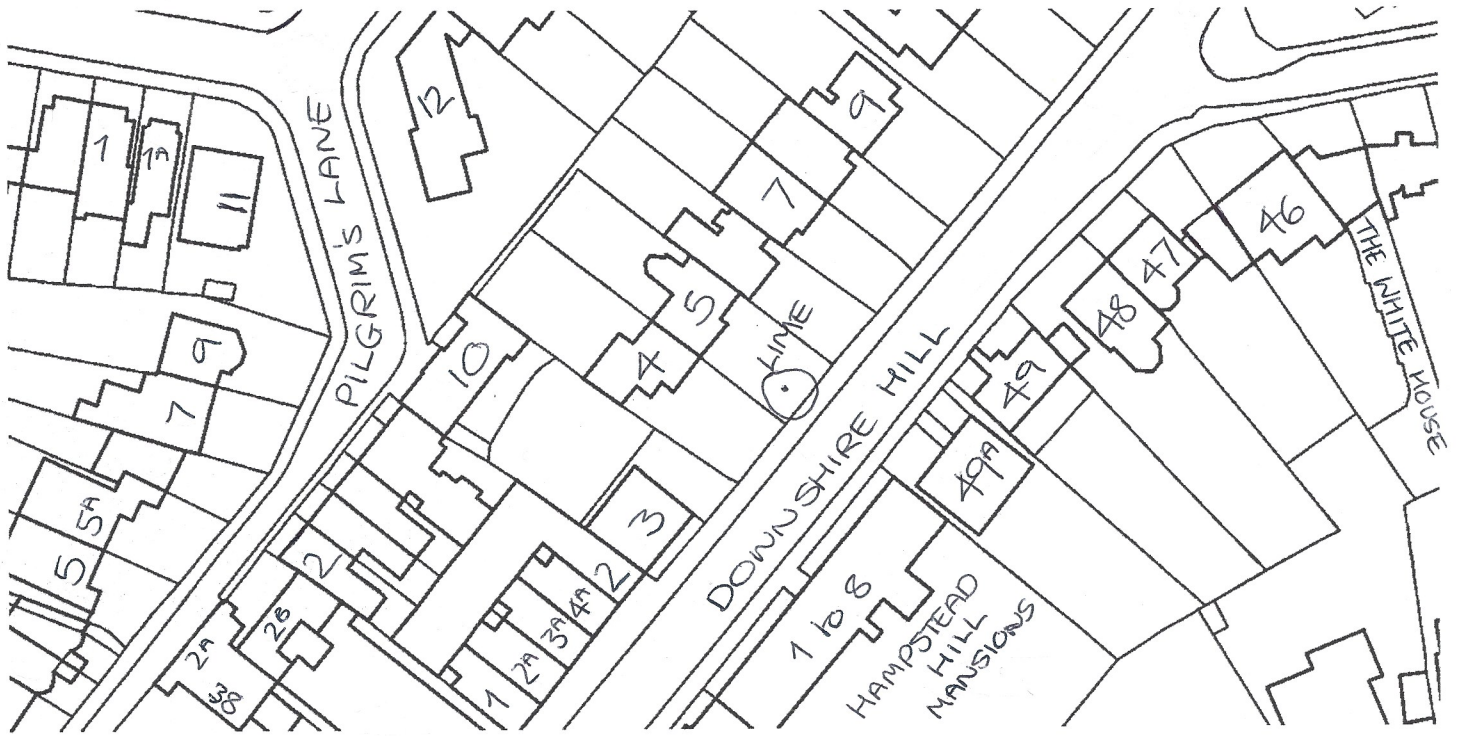 PILGRIM'S LANE
12
9
1
1A
11
7
46
47
THE WHITE HOUSE
5
48
LIME
9
10
4
49
7
DOWNSHIRE HILL
49A
5A
3
5
2
2
4A
1 to 8
3A
2B
HAMPSTEAD
HILL
MANSIONS
2A
2A
1
38